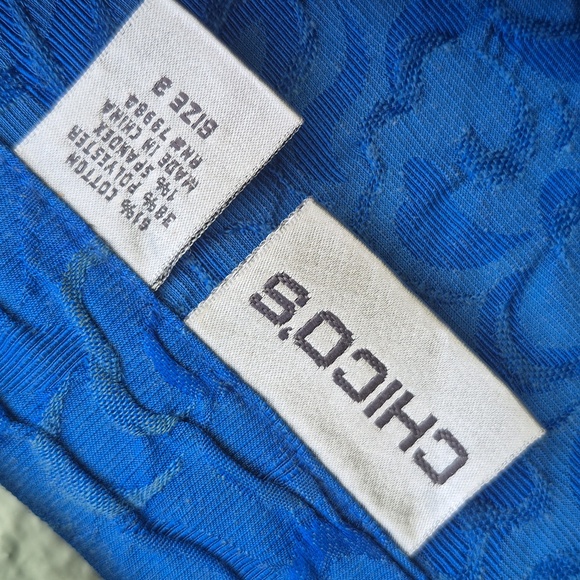 CHICO'S
61% COTTON
38% POLYESTER
1% SPANDEX
MADE IN CHINA
RN#79984
SIZE 3